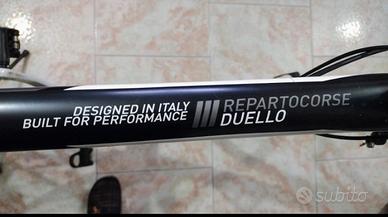 DESIGNED IN ITALY
BUILT FOR PERFORMANCE
REPARTOCORSE
DUELLO
subito